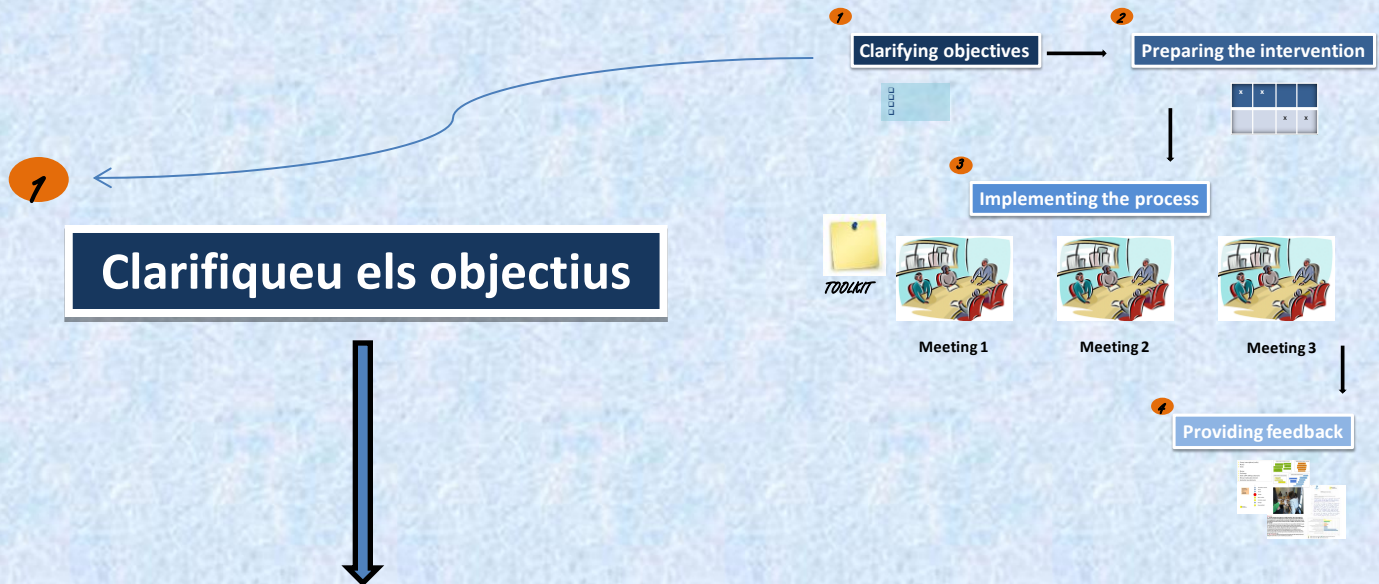 1
Clarifying objectives
2
Preparing the intervention
x x
x x
3
Implementing the process
TOOLKIT
Meeting 1
Meeting 2
Meeting 3
4
Providing feedback
1
Clarifiqueu els objectius